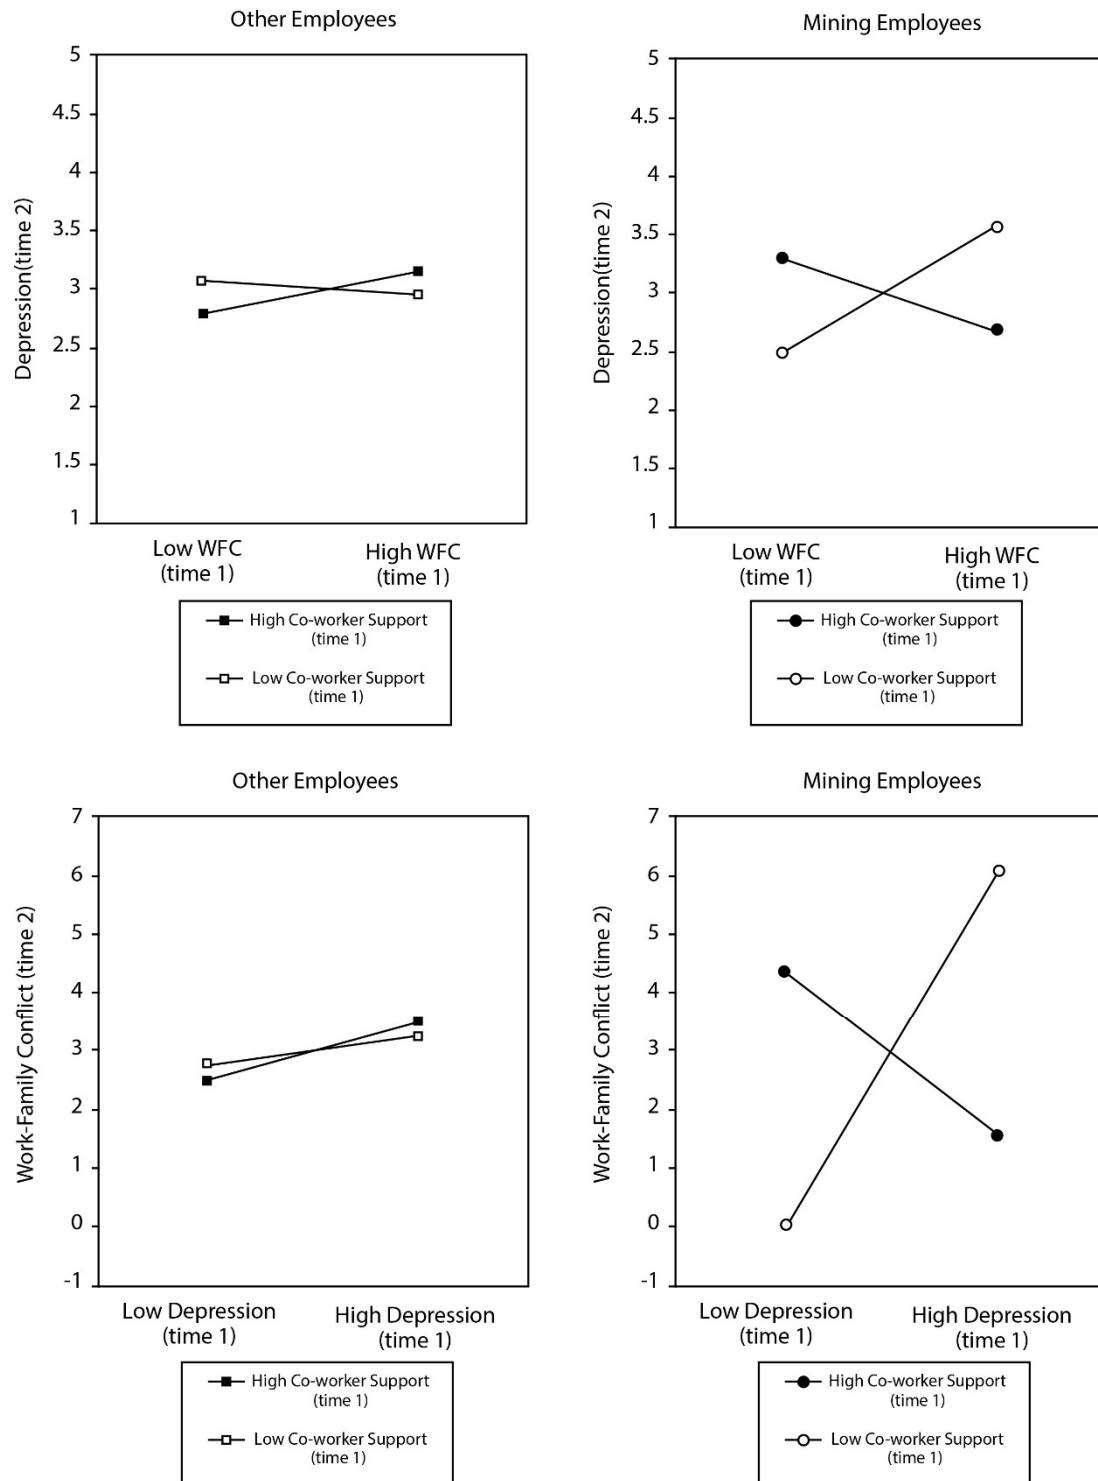 Other Employees
5
4.5
4
3.5
3
2.5
2
1.5
1
Depression(time 2)
Low WFC
(time 1)
High WFC
(time 1)
High Co-worker Support
(time 1)
Low Co-worker Support
(time 1)
Mining Employees
5
4.5
4
3.5
3
2.5
2
1.5
1
Depression(time 2)
Low WFC
(time 1)
High WFC
(time 1)
High Co-worker Support
(time 1)
Low Co-worker Support
(time 1)
Other Employees
7
6
5
4
3
2
1
0
-1
Work-Family Conflict (time 2)
Low Depression
(time 1)
High Depression
(time 1)
High Co-worker Support
(time 1)
Low Co-worker Support
(time 1)
Mining Employees
7
6
5
4
3
2
1
0
-1
Work-Family Conflict (time 2)
Low Depression
(time 1)
High Depression
(time 1)
High Co-worker Support
(time 1)
Low Co-worker Support
(time 1)